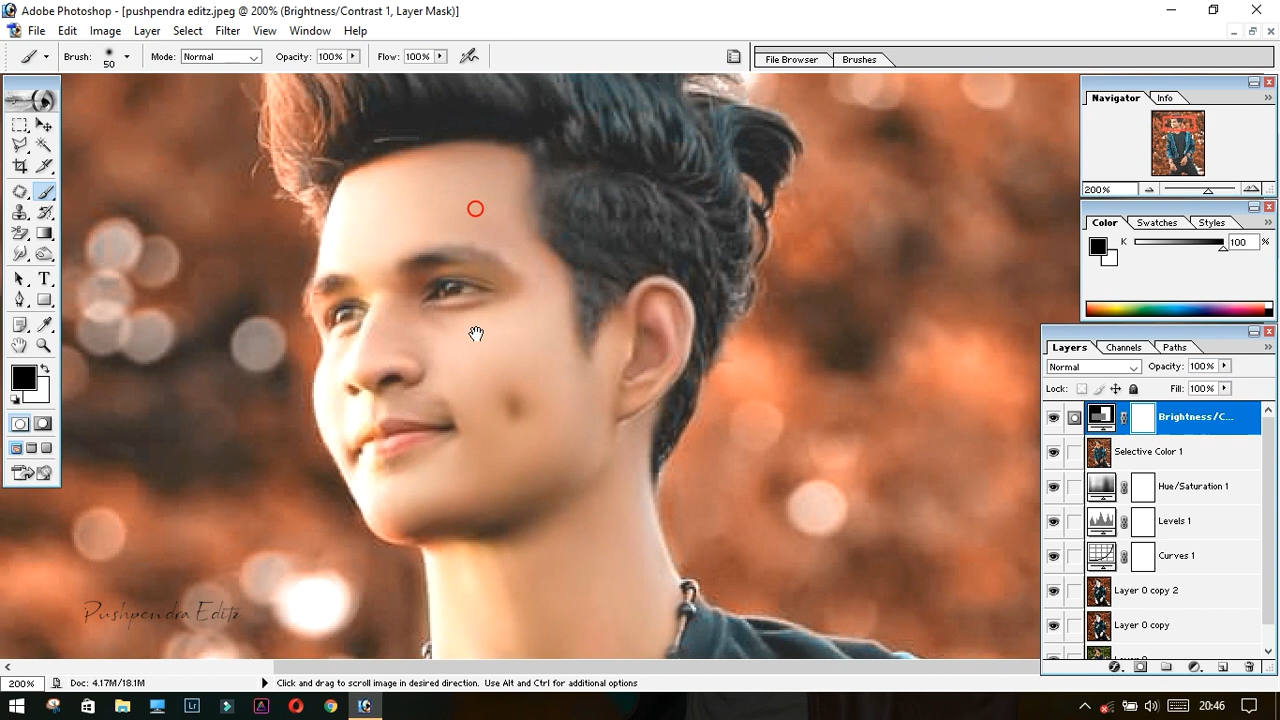 Adobe Photoshop - [pushpendra editz.jpeg @ 200% (Brightness/Contrast 1, Layer Mask)]
File Edit Image Layer Select Filter View Window Help
Brush: 50 Mode: Normal Opacity: 100% Flow: 100% File Browser Brushes
Navigator Info
200%
Color Swatches Styles
K 100 %
Layers Channels Paths
Normal Opacity: 100%
Lock: Fill: 100%
Brightness/C...
Selective Color 1
Hue/Saturation 1
Levels 1
Curves 1
Layer 0 copy 2
Layer 0 copy
Pushpendra Editz
200% Doc: 4.17M/18.1M Click and drag to scroll image in desired direction. Use Alt and Ctrl for additional options
20:46